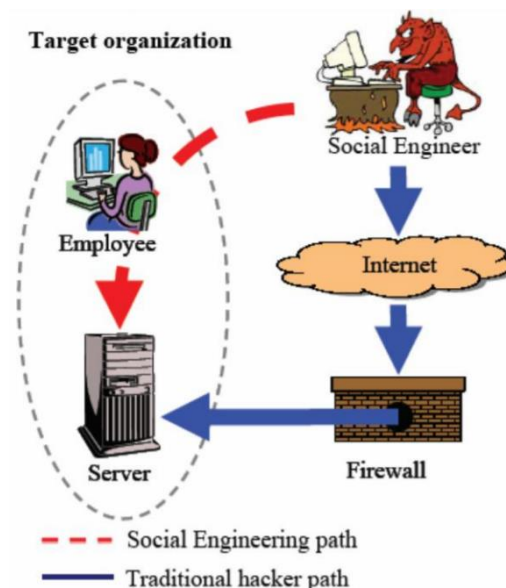 Target organization
Social Engineer
Employee
Internet
Server
Firewall
Social Engineering path
Traditional hacker path